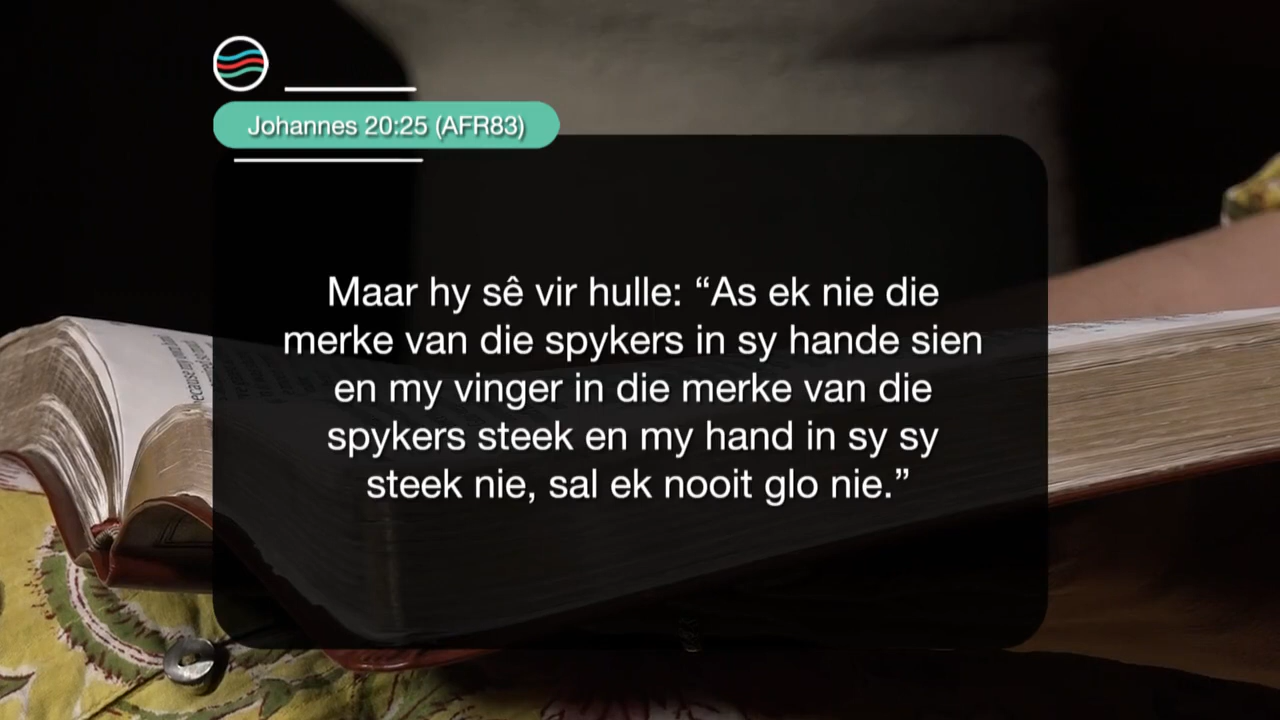 Johannes 20:25 (AFR83)
Maar hy sê vir hulle: “As ek nie die
merke van die spykers in sy hande sien
en my vinger in die merke van die
spykers steek en my hand in sy sy
steek nie, sal ek nooit glo nie.”